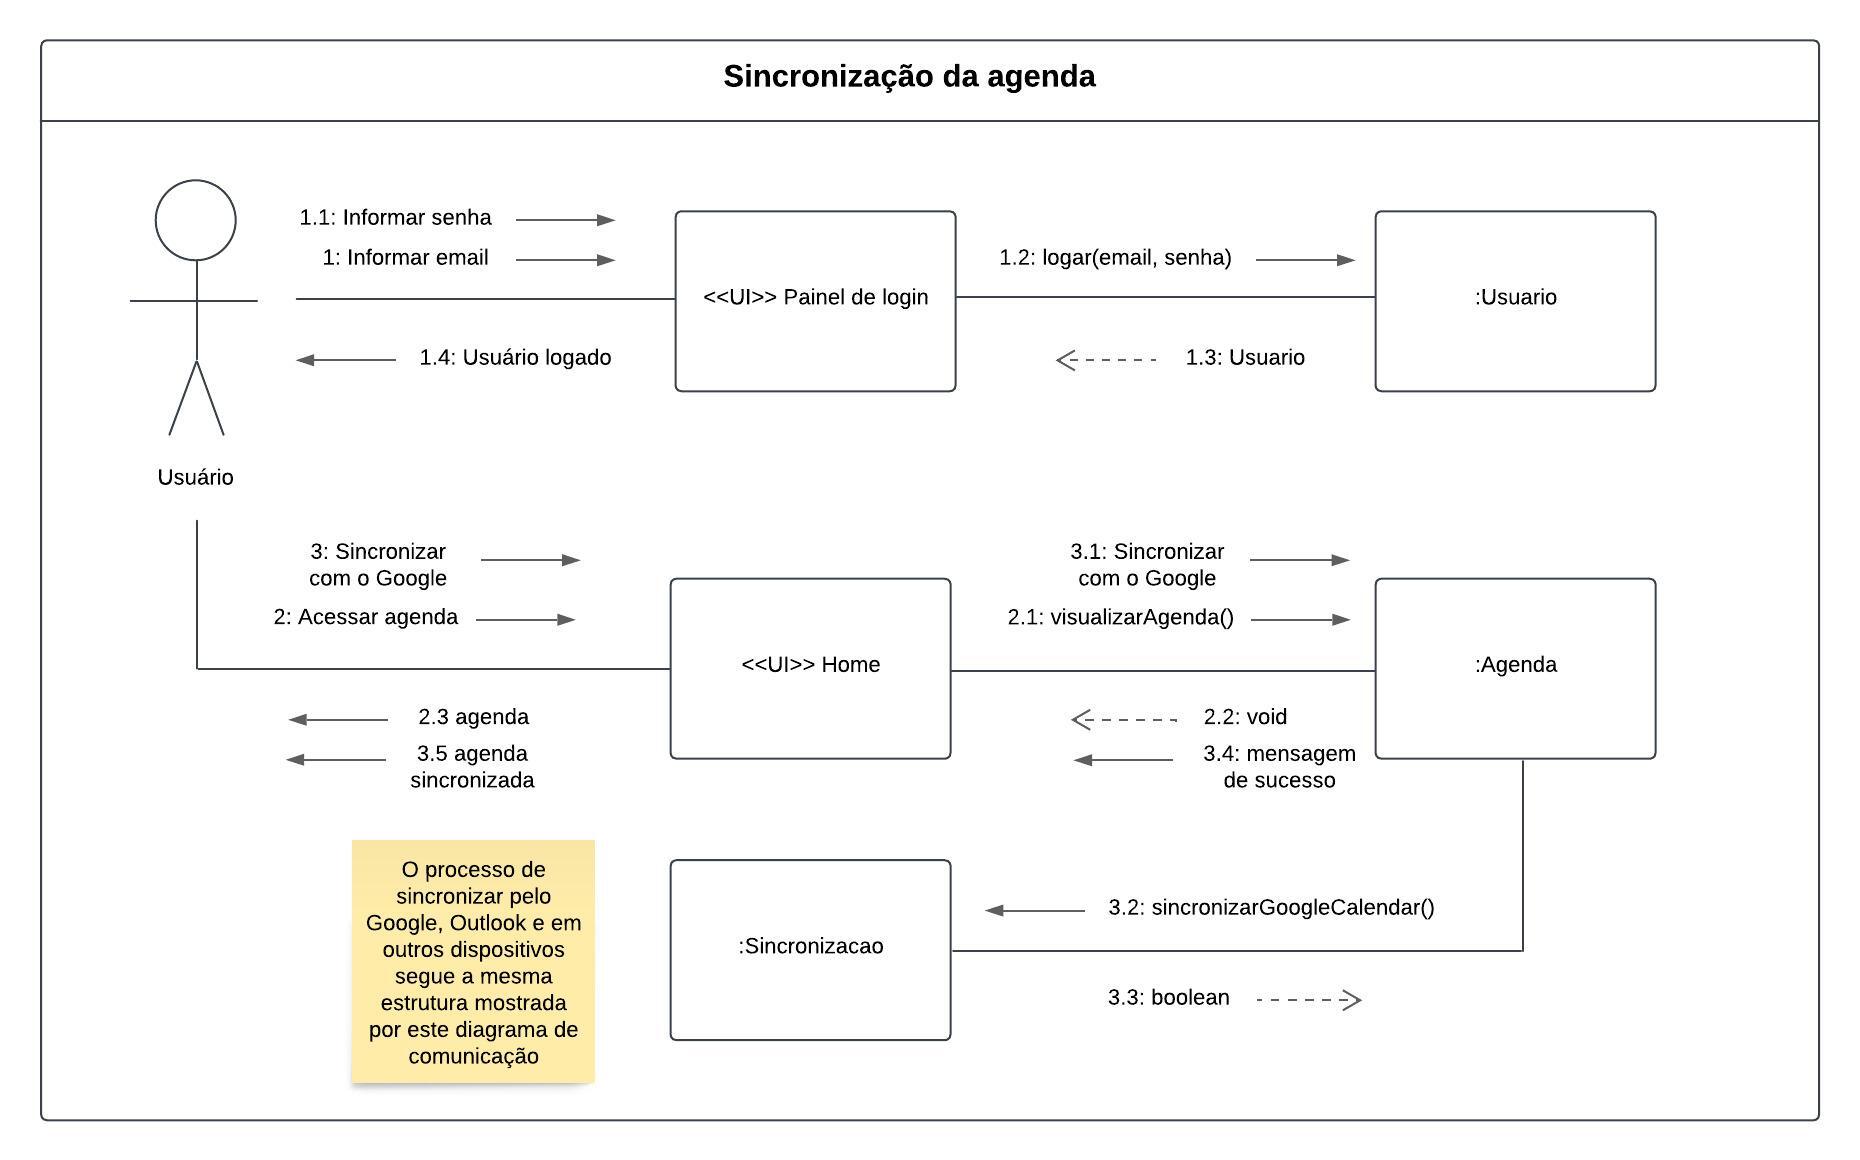 Sincronização da agenda
1.1: Informar senha
1: Informar email
1.2: logar(email, senha)
<<UI>> Painel de login
:Usuario
1.4: Usuário logado
1.3: Usuario
Usuário
3: Sincronizar
com o Google
3.1: Sincronizar
com o Google
2: Acessar agenda
2.1: visualizarAgenda()
<<UI>> Home
:Agenda
2.3 agenda
2.2: void
3.5 agenda
sincronizada
3.4: mensagem
de sucesso
O processo de
sincronizar pelo
Google, Outlook e em
outros dispositivos
segue a mesma
estrutura mostrada
por este diagrama de
comunicação
:Sincronizacao
3.2: sincronizarGoogleCalendar()
3.3: boolean